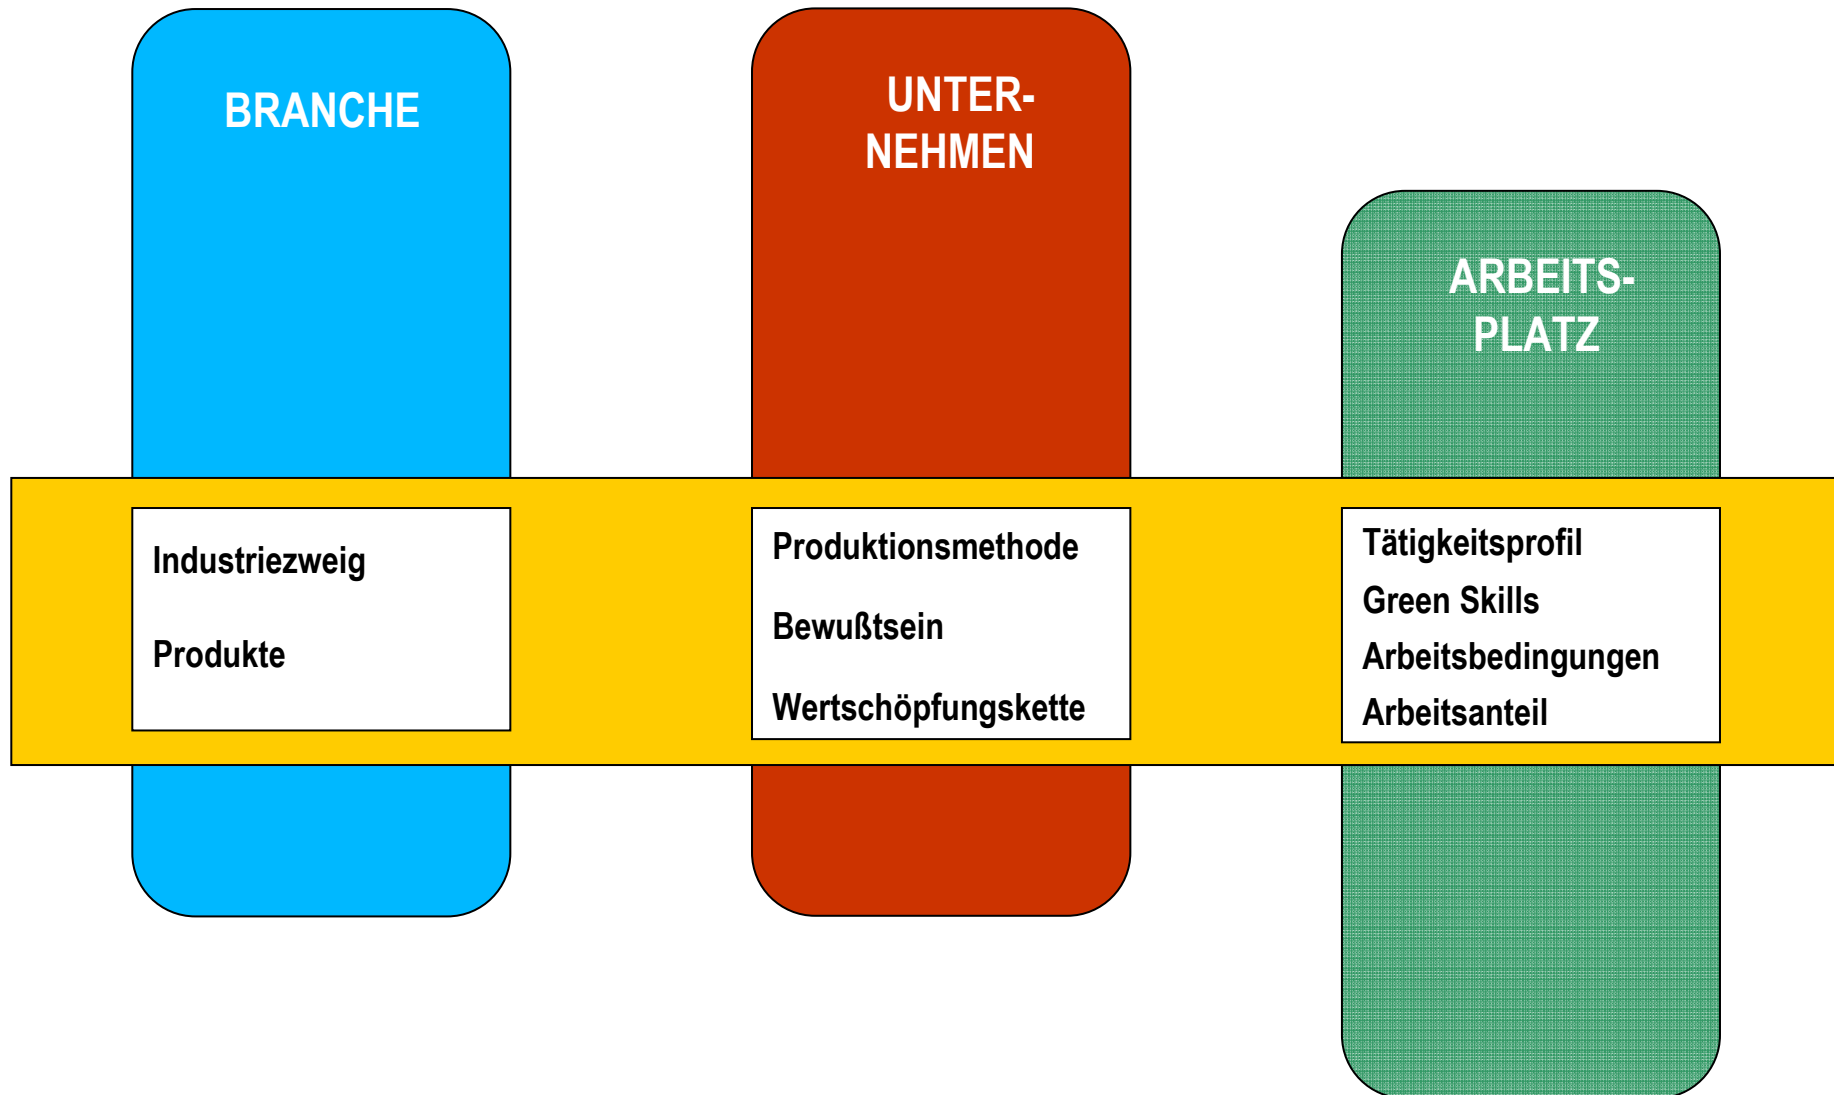 BRANCHE
Industriezweig
Produkte
UNTER-
NEHMEN
Produktionsmethode
Bewußtsein
Wertschöpfungskette
ARBEITS-
PLATZ
Tätigkeitsprofil
Green Skills
Arbeitsbedingungen
Arbeitsanteil